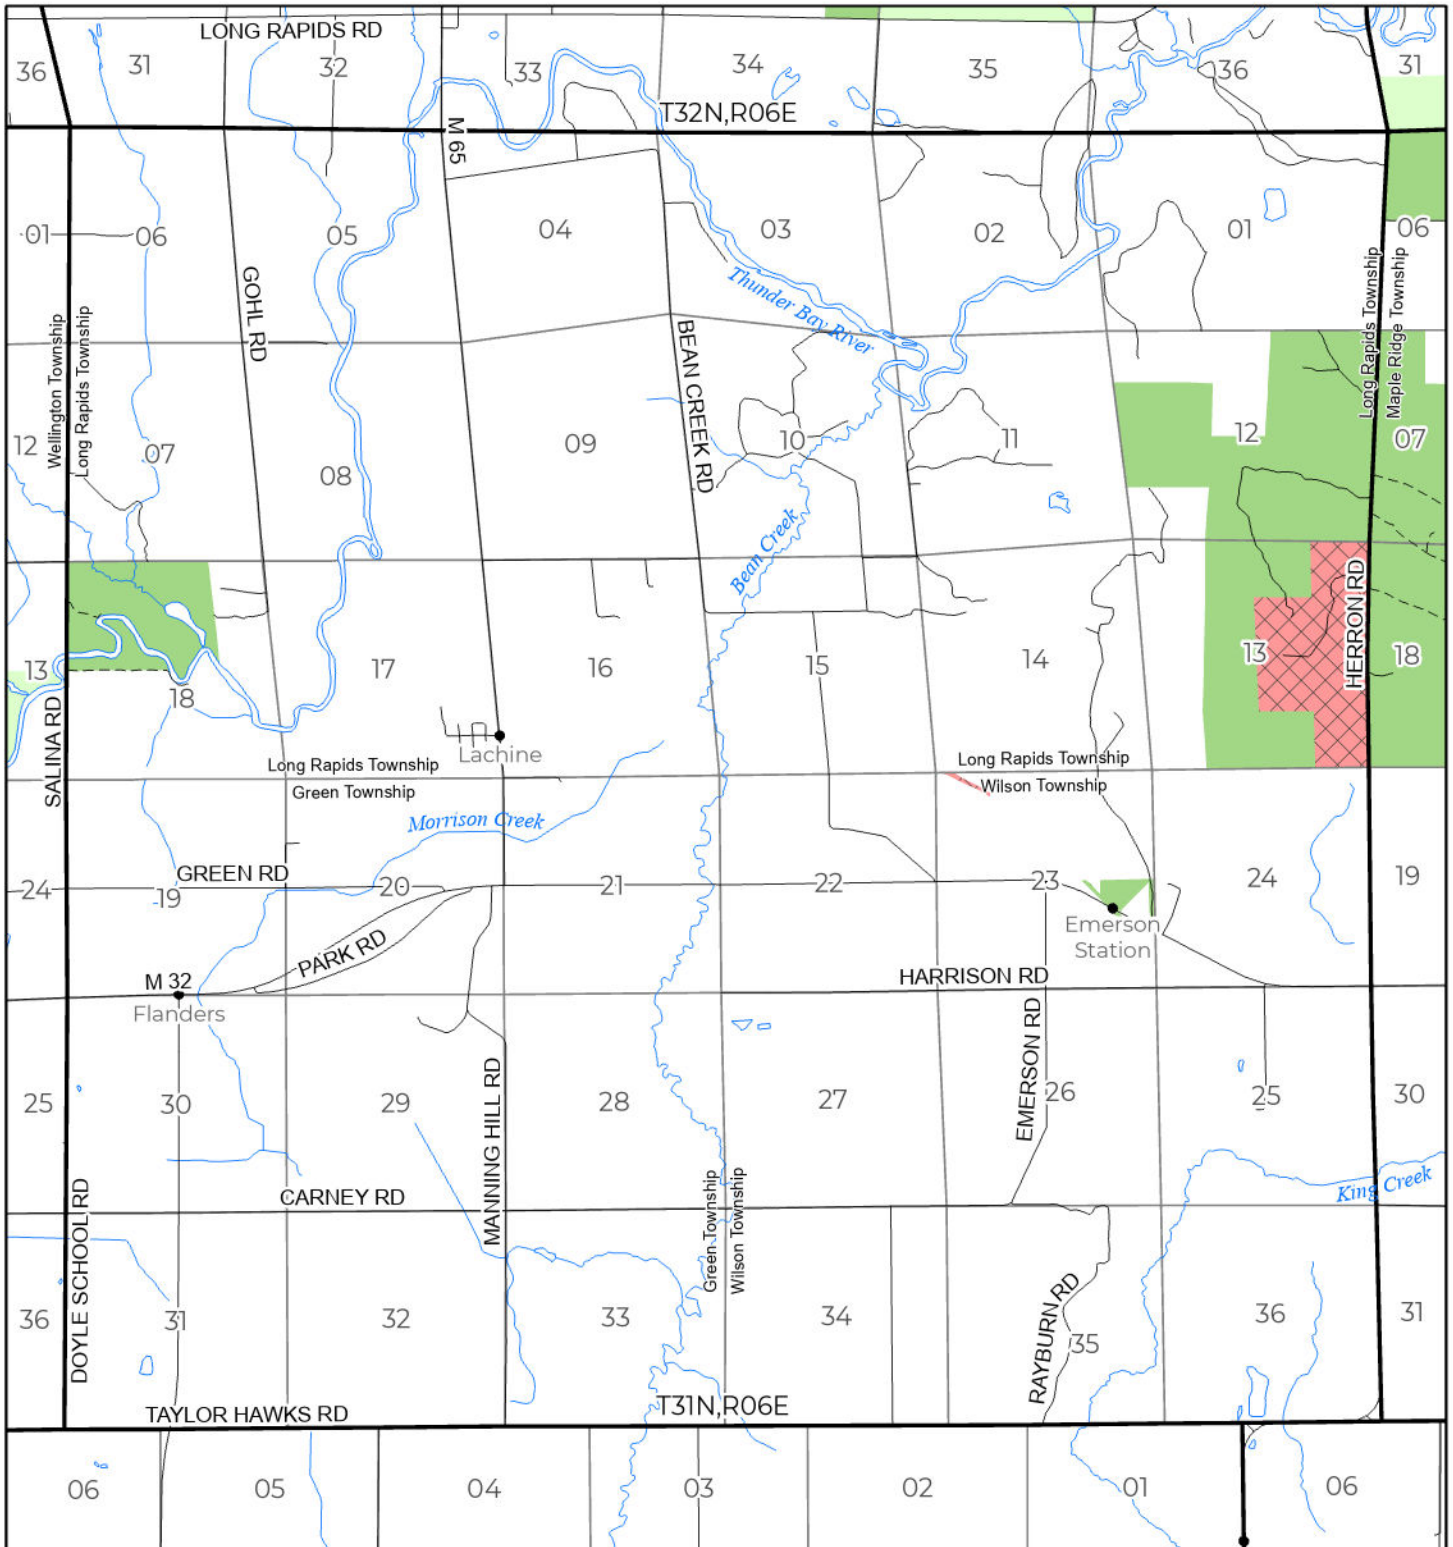 LONG RAPIDS RD
36
31
32
33
34
35
36
31
T32N,R06E
M 65
01
06
05
04
03
02
01
06
GOHL RD
Thunder Bay River
Wellington Township
Long Rapids Township
Long Rapids Township
Maple Ridge Township
BEAN CREEK RD
12
07
08
09
10
11
12
07
Bean Creek
HERRON RD
13
18
17
16
15
14
13
18
SALINA RD
Lachine
Long Rapids Township
Green Township
Long Rapids Township
Wilson Township
Morrison Creek
GREEN RD
24
19
20
21
22
23
24
19
Emerson
Station
PARK RD
M 32
Flanders
HARRISON RD
EMERSON RD
25
30
29
28
27
26
25
30
MANNING HILL RD
Green Township
Wilson Township
King Creek
CARNEY RD
DOYLE SCHOOL RD
36
31
32
33
34
35
36
31
RAYBURN RD
TAYLOR HAWKS RD
T31N,R06E
06
05
04
03
02
01
06